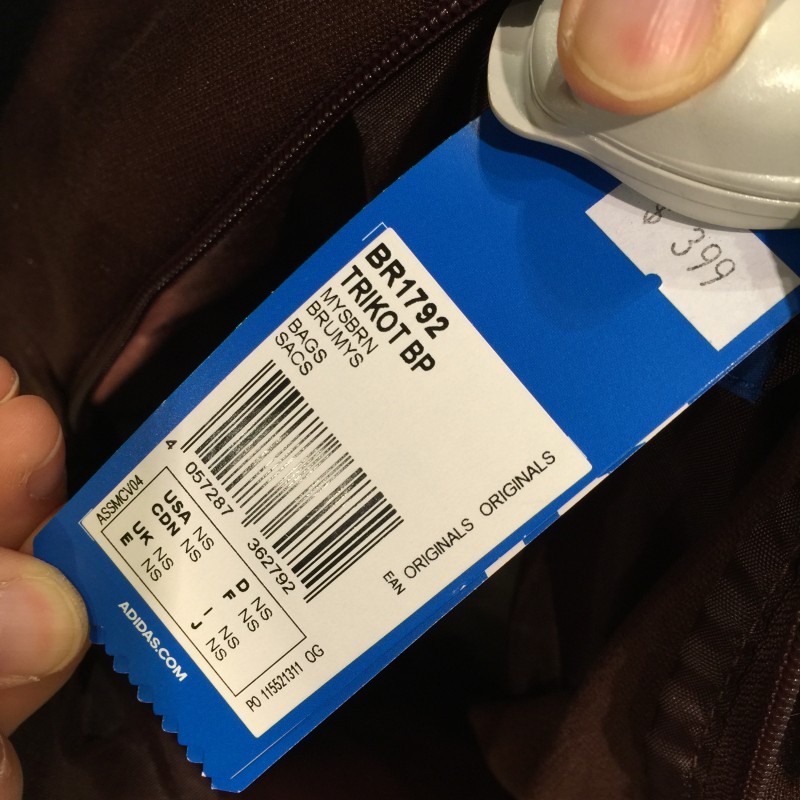 $ 399
BR1792
TRIKOT BP
MYSBRN
BRUMYS
BAGS
SACS
4 057287 362792
EAN
ORIGINALS ORIGINALS
ASSMCV04
USA NS D NS
CDN NS F NS
UK NS I NS
E NS J NS
PO 115521311 OG
ADIDAS.COM